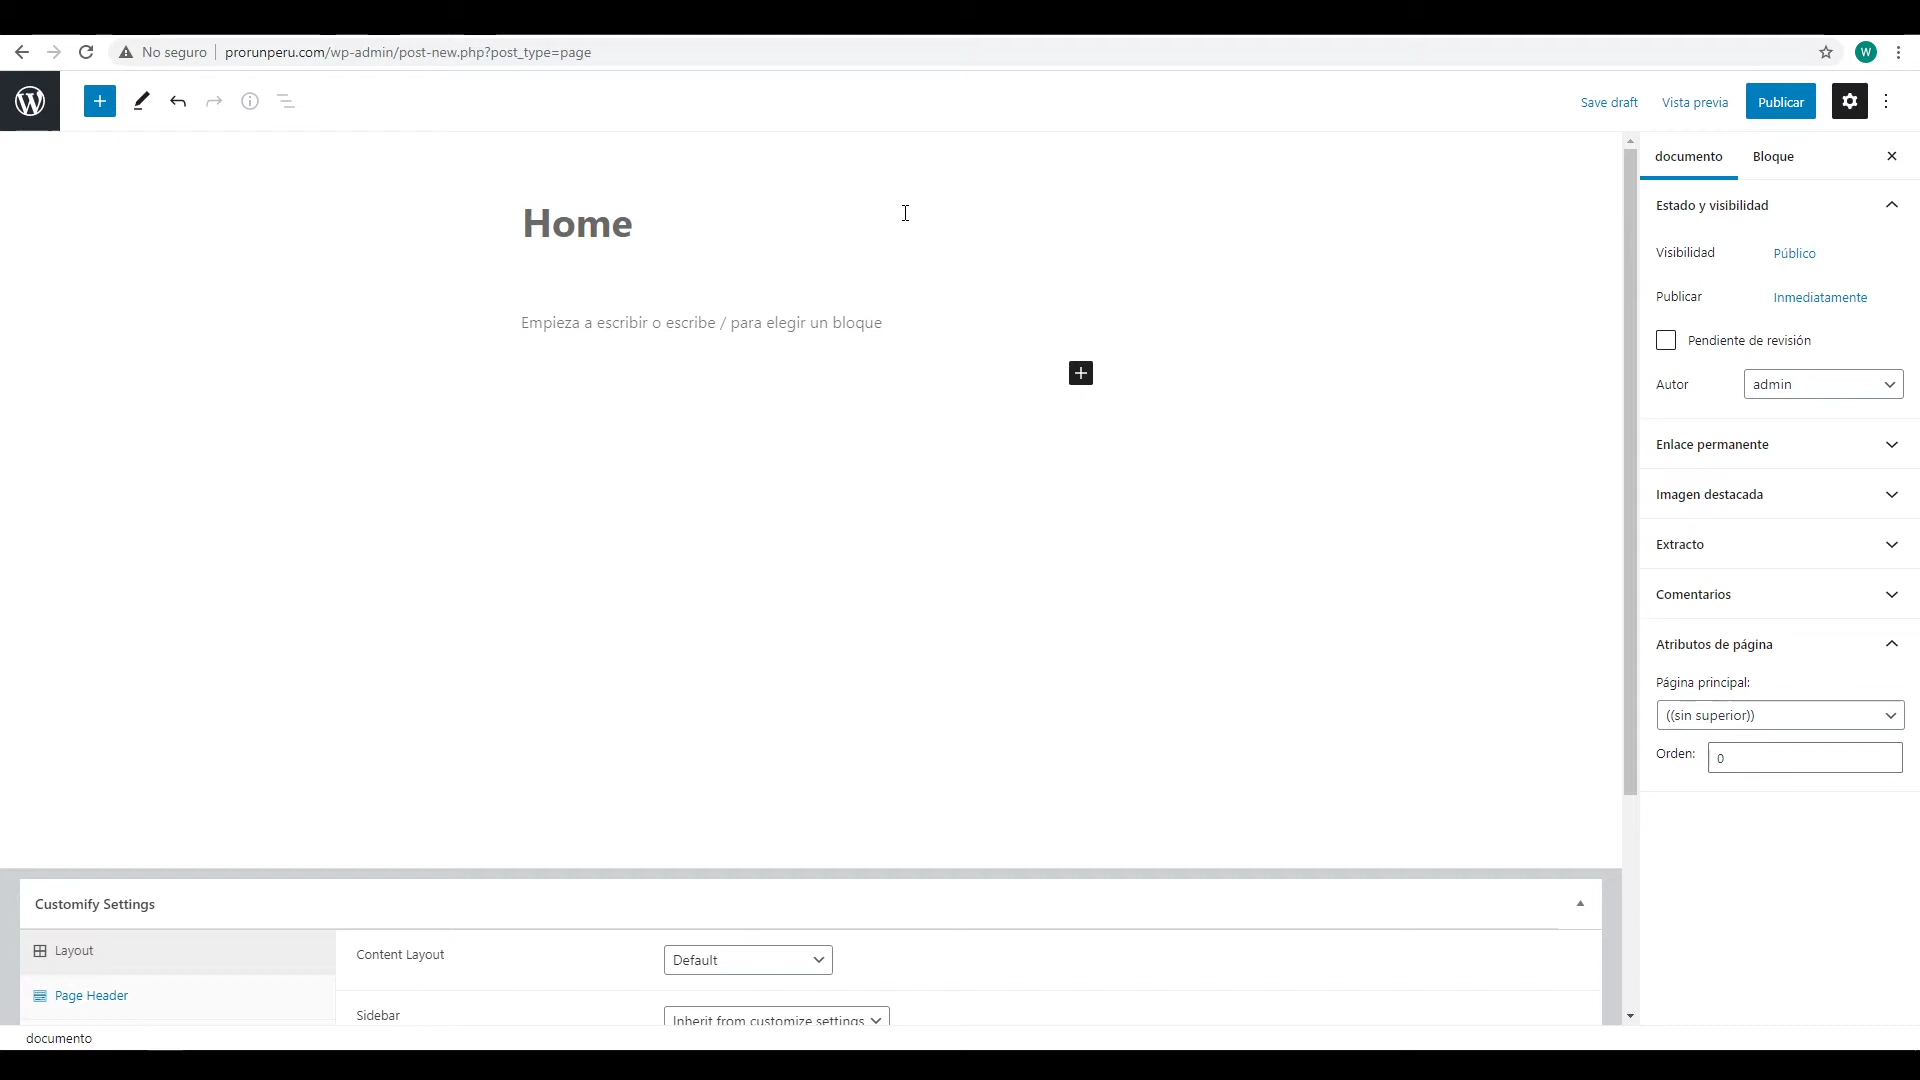 No seguro
prorunperu.com/wp-admin/post-new.php?post_type=page
W
Save draft
Vista previa
Publicar
documento
Bloque
Home
Estado y visibilidad
Visibilidad
Público
Publicar
Inmediatamente
Empieza a escribir o escribe / para elegir un bloque
Pendiente de revisión
Autor
admin
Enlace permanente
Imagen destacada
Extracto
Comentarios
Atributos de página
Página principal:
((sin superior))
Orden:
0
Customify Settings
Layout
Content Layout
Default
Page Header
Sidebar
Inherit from customize settings
documento